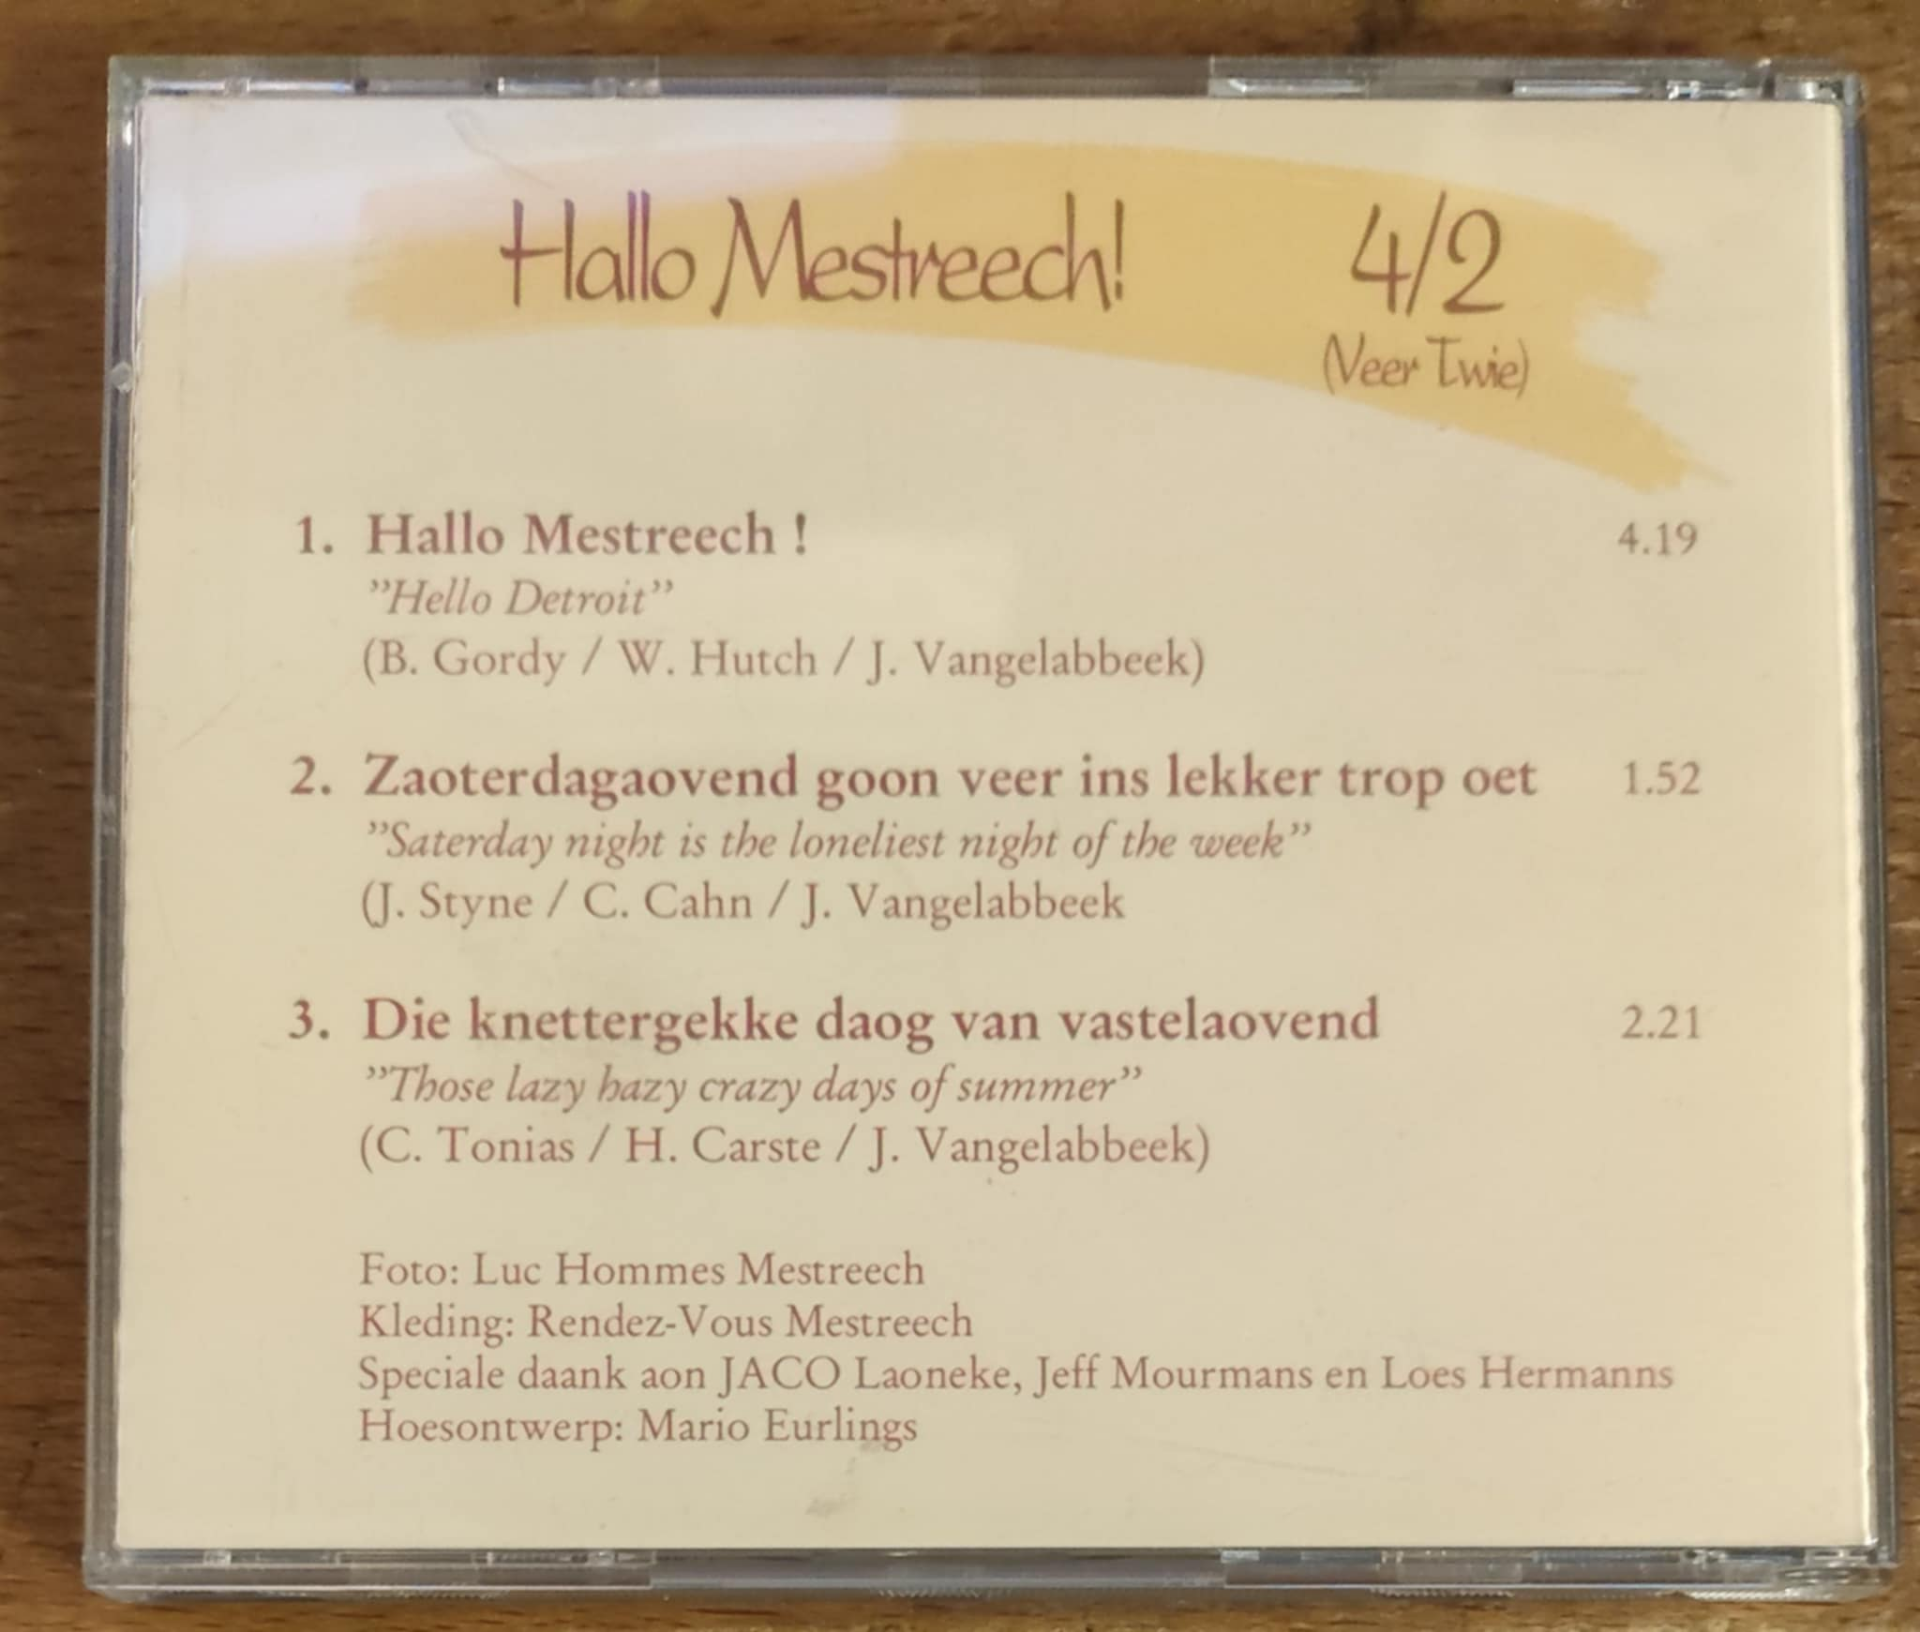 Hallo Mestreech! 4/2
(Veer Twie)
1. Hallo Mestreech ! 4.19
”Hello Detroit”
(B. Gordy / W. Hutch / J. Vangelabbeek)
2. Zaoterdagaovend goon veer ins lekker trop oet 1.52
”Saterday night is the loneliest night of the week”
(J. Styne / C. Cahn / J. Vangelabbeek
3. Die knettergekke daog van vastelaovend 2.21
”Those lazy hazy crazy days of summer”
(C. Tonias / H. Carste / J. Vangelabbeek)
Foto: Luc Hommes Mestreech
Kleding: Rendez-Vous Mestreech
Speciale daank aon JACO Laoneke, Jeff Mourmans en Loes Hermanns
Hoesontwerp: Mario Eurlings